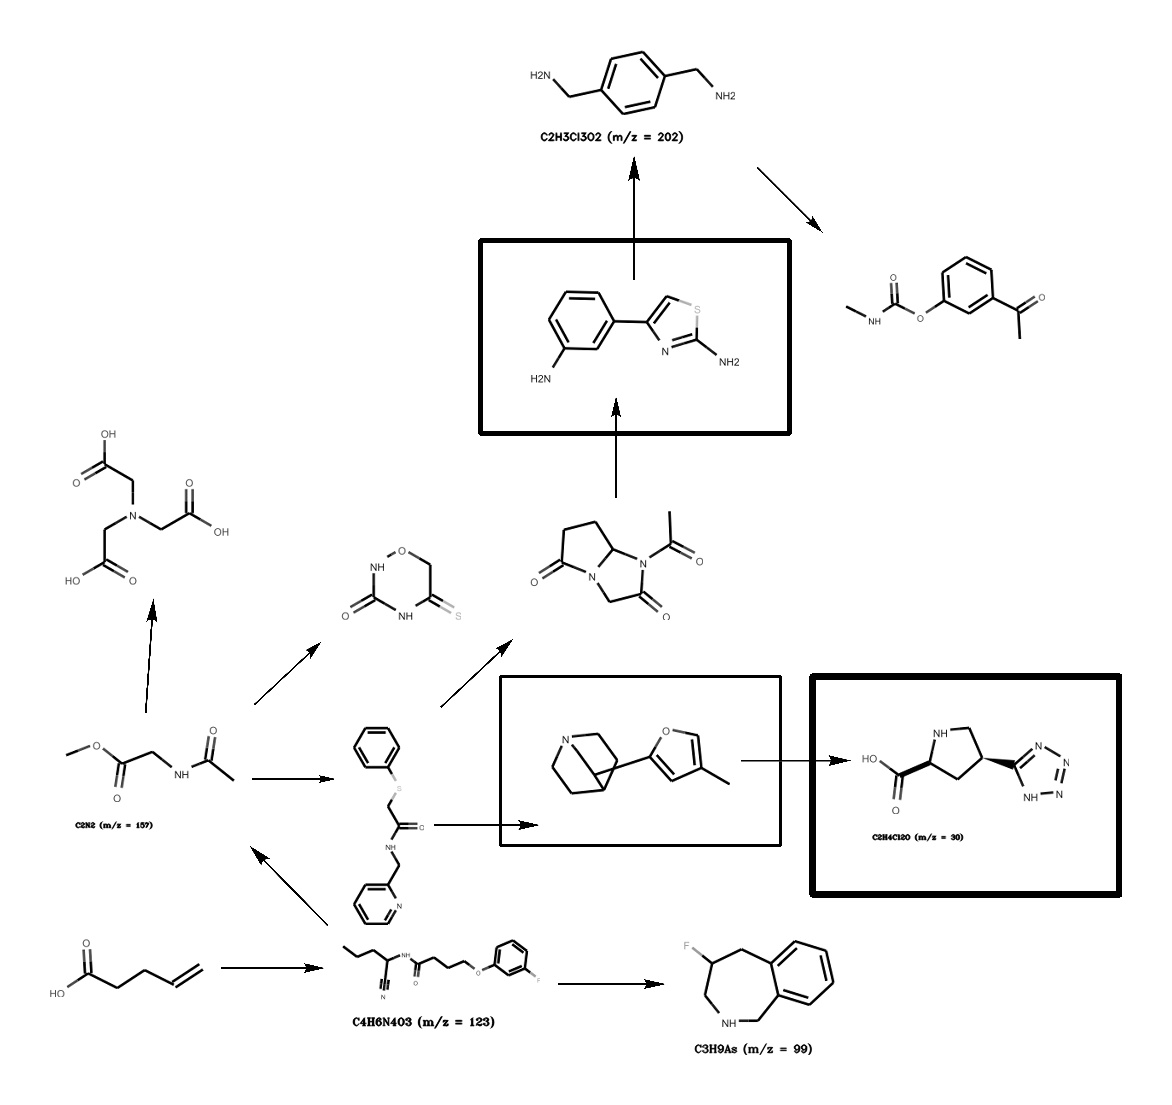 H2N
NH2
C2H3Cl3O2 (m/z = 202)
O
NH
O
O
S
N
NH2
H2N
OH
O
O
OH
N
HO
O
O
NH
O
NH
S
N
O
N
O
O
O
O
NH
O
C2N2 (m/z = 157)
S
O
NH
N
N
O
NH
HO
O
N
N
N
NH
C2H4Cl2O (m/z = 30)
O
HO
NH
O
N
O
F
C4H6N4O3 (m/z = 123)
F
NH
C3H9As (m/z = 99)